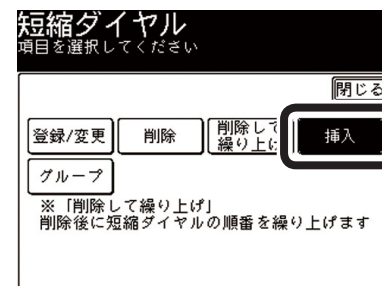 短縮ダイヤル
項目を選択してください
閉じる
登録/変更
削除
削除して
繰り上げ
挿入
グループ
※「削除して繰り上げ」
削除後に短縮ダイヤルの順番を繰り上げます